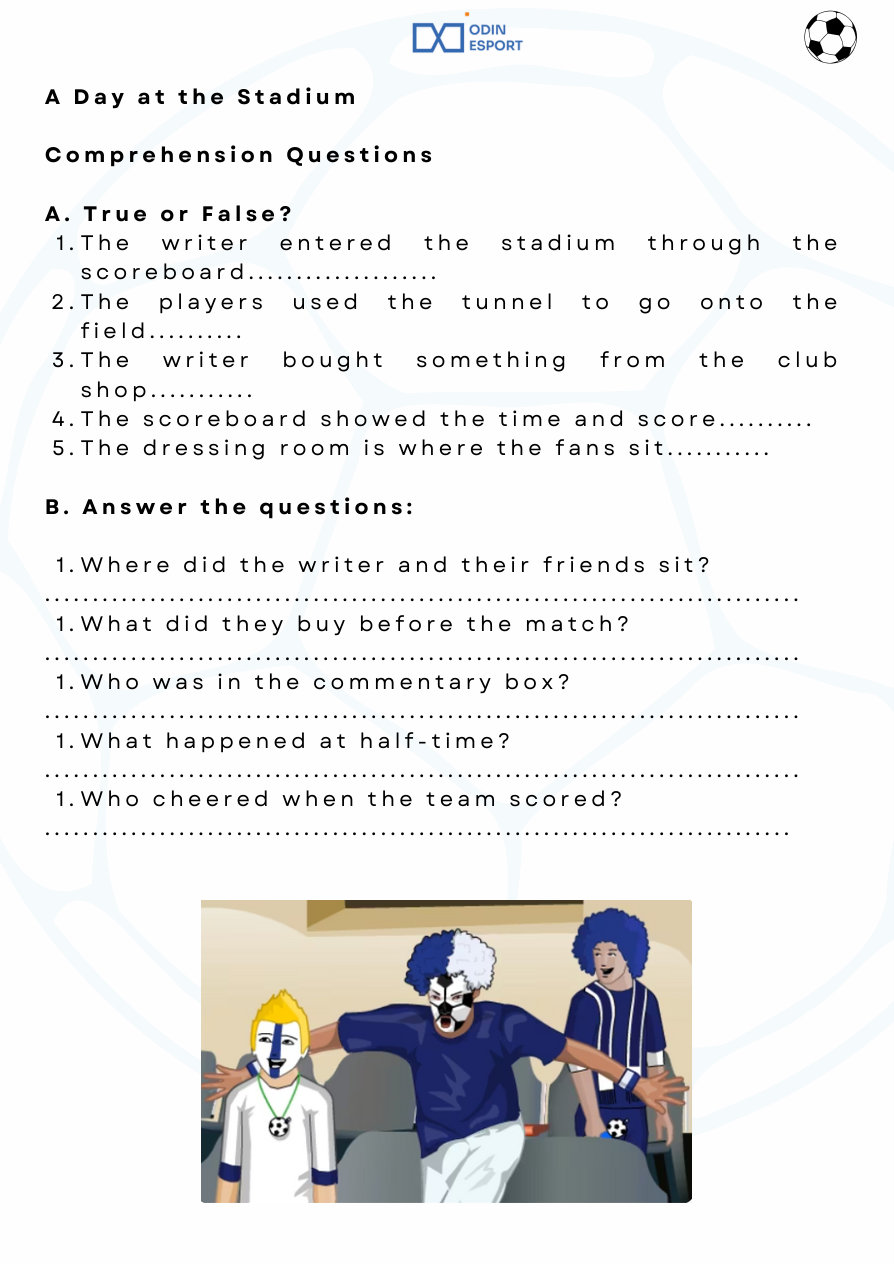 ODIN
ESPORT
A Day at the Stadium
Comprehension Questions
A. True or False?
1. The writer entered the stadium through the
scoreboard....................
2. The players used the tunnel to go onto the
field..........
3. The writer bought something from the club
shop...........
4. The scoreboard showed the time and score..........
5. The dressing room is where the fans sit...........
B. Answer the questions:
1. Where did the writer and their friends sit?
...............................................................................
1. What did they buy before the match?
...............................................................................
1. Who was in the commentary box?
...............................................................................
1. What happened at half-time?
...............................................................................
1. Who cheered when the team scored?
..............................................................................